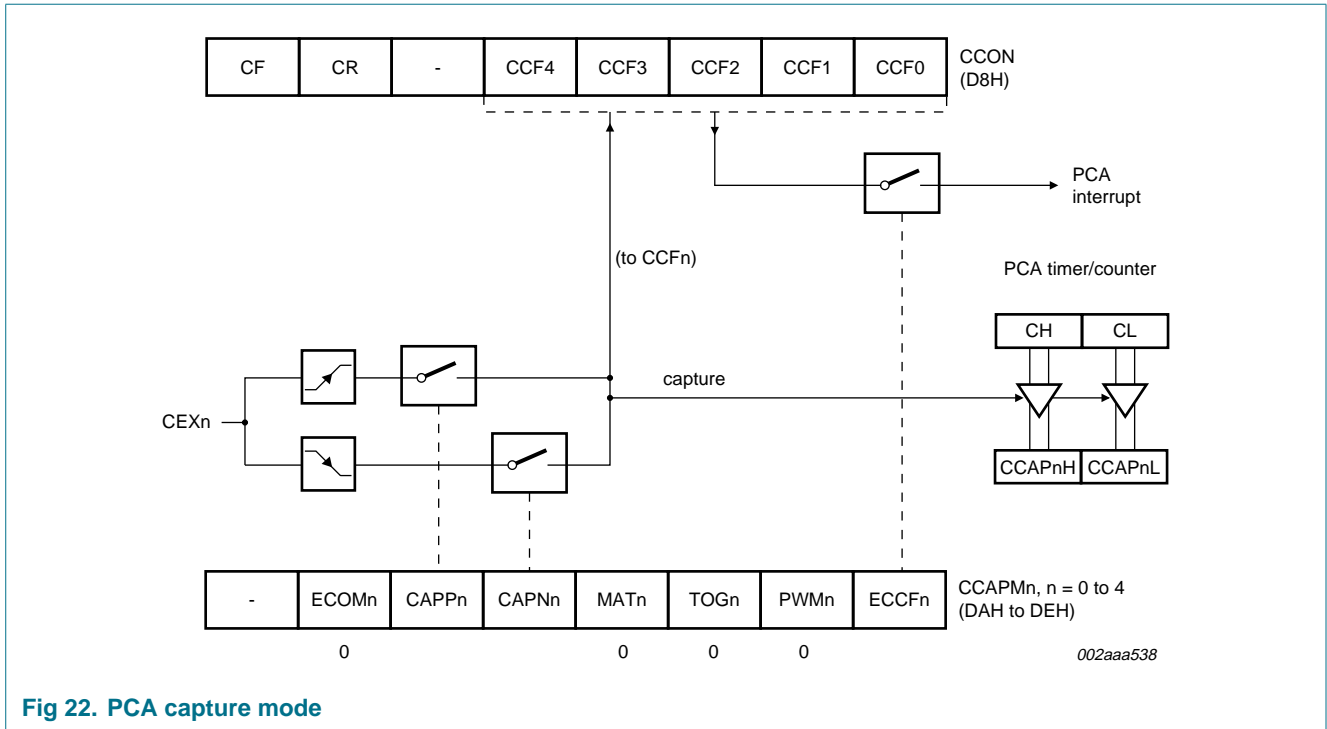 CF CR - CCF4 CCF3 CCF2 CCF1 CCF0
CCON
(D8H)
PCA
interrupt
(to CCFn)
PCA timer/counter
CH CL
capture
CEXn
CCAPnH CCAPnL
- ECOMn CAPPn CAPNn MATn TOGn PWMn ECCFn
CCAPMn, n = 0 to 4
(DAH to DEH)
0 0 0 0
002aaa538
Fig 22. PCA capture mode